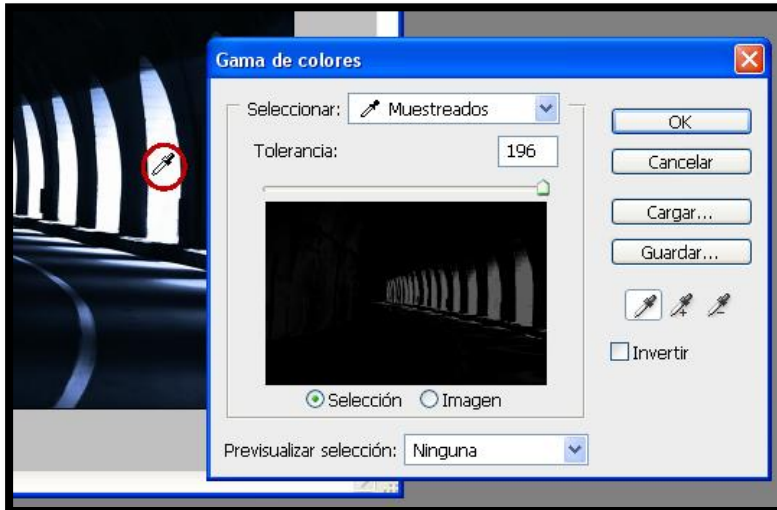 Gama de colores
Seleccionar: Muestreados
Tolerancia: 196
OK
Cancelar
Cargar...
Guardar...
Invertir
Selección Imagen
Previsualizar selección: Ninguna